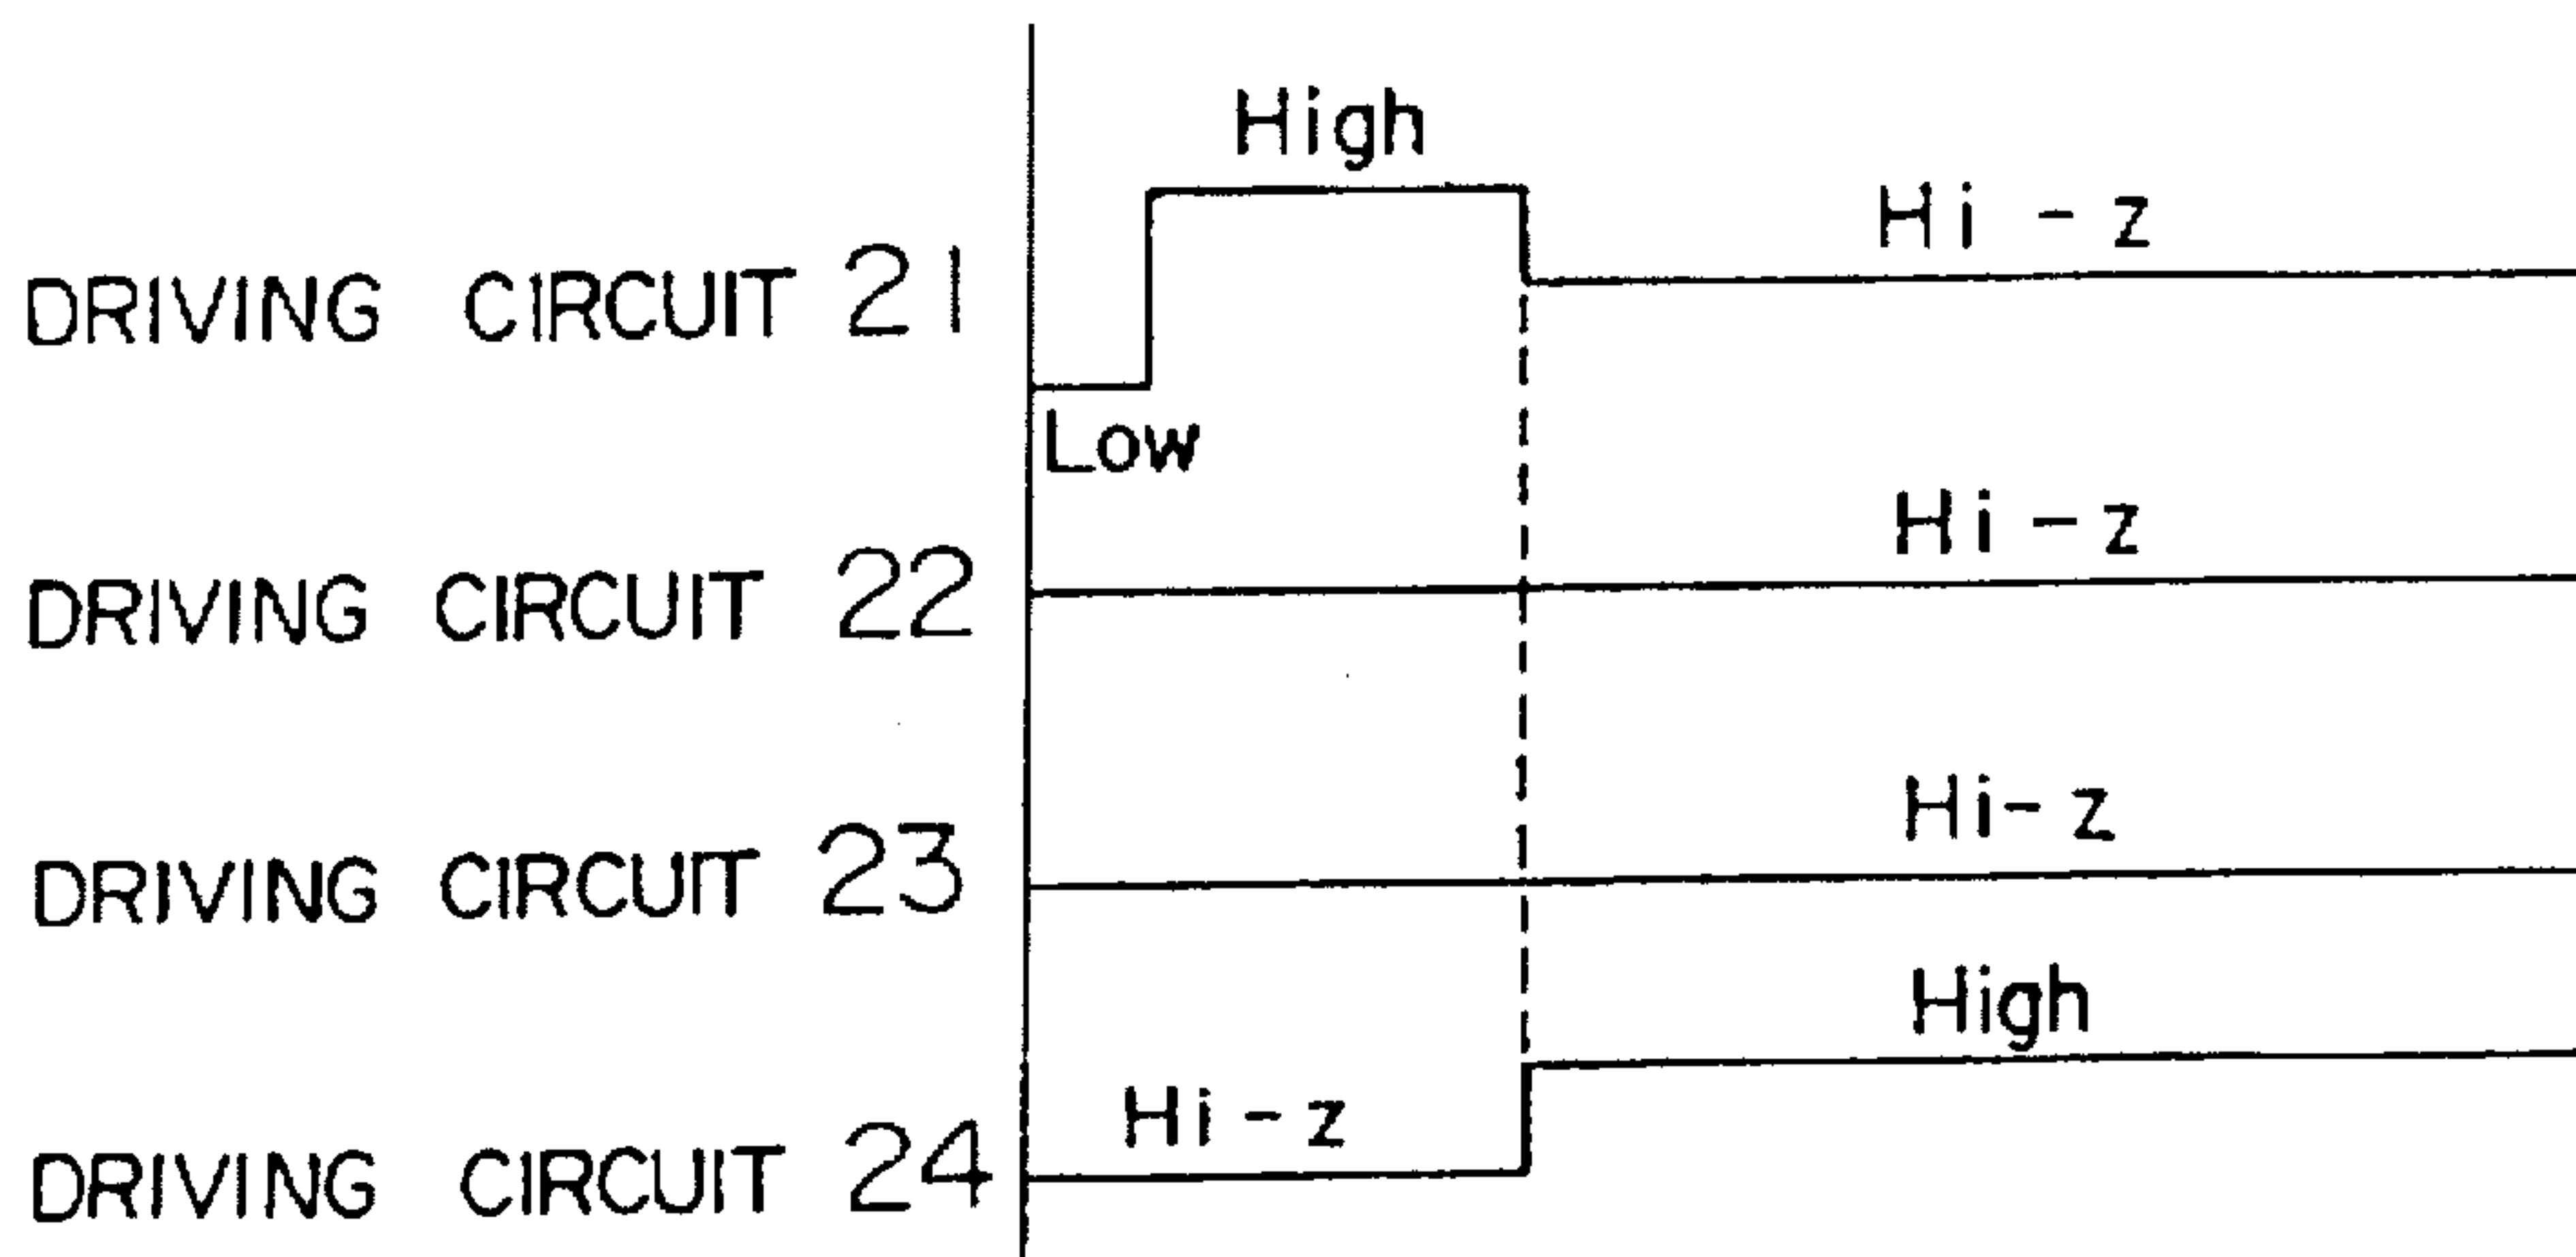 High
DRIVING CIRCUIT 21
Hi-z
Low
DRIVING CIRCUIT 22
Hi-z
DRIVING CIRCUIT 23
Hi-z
High
DRIVING CIRCUIT 24
Hi-z